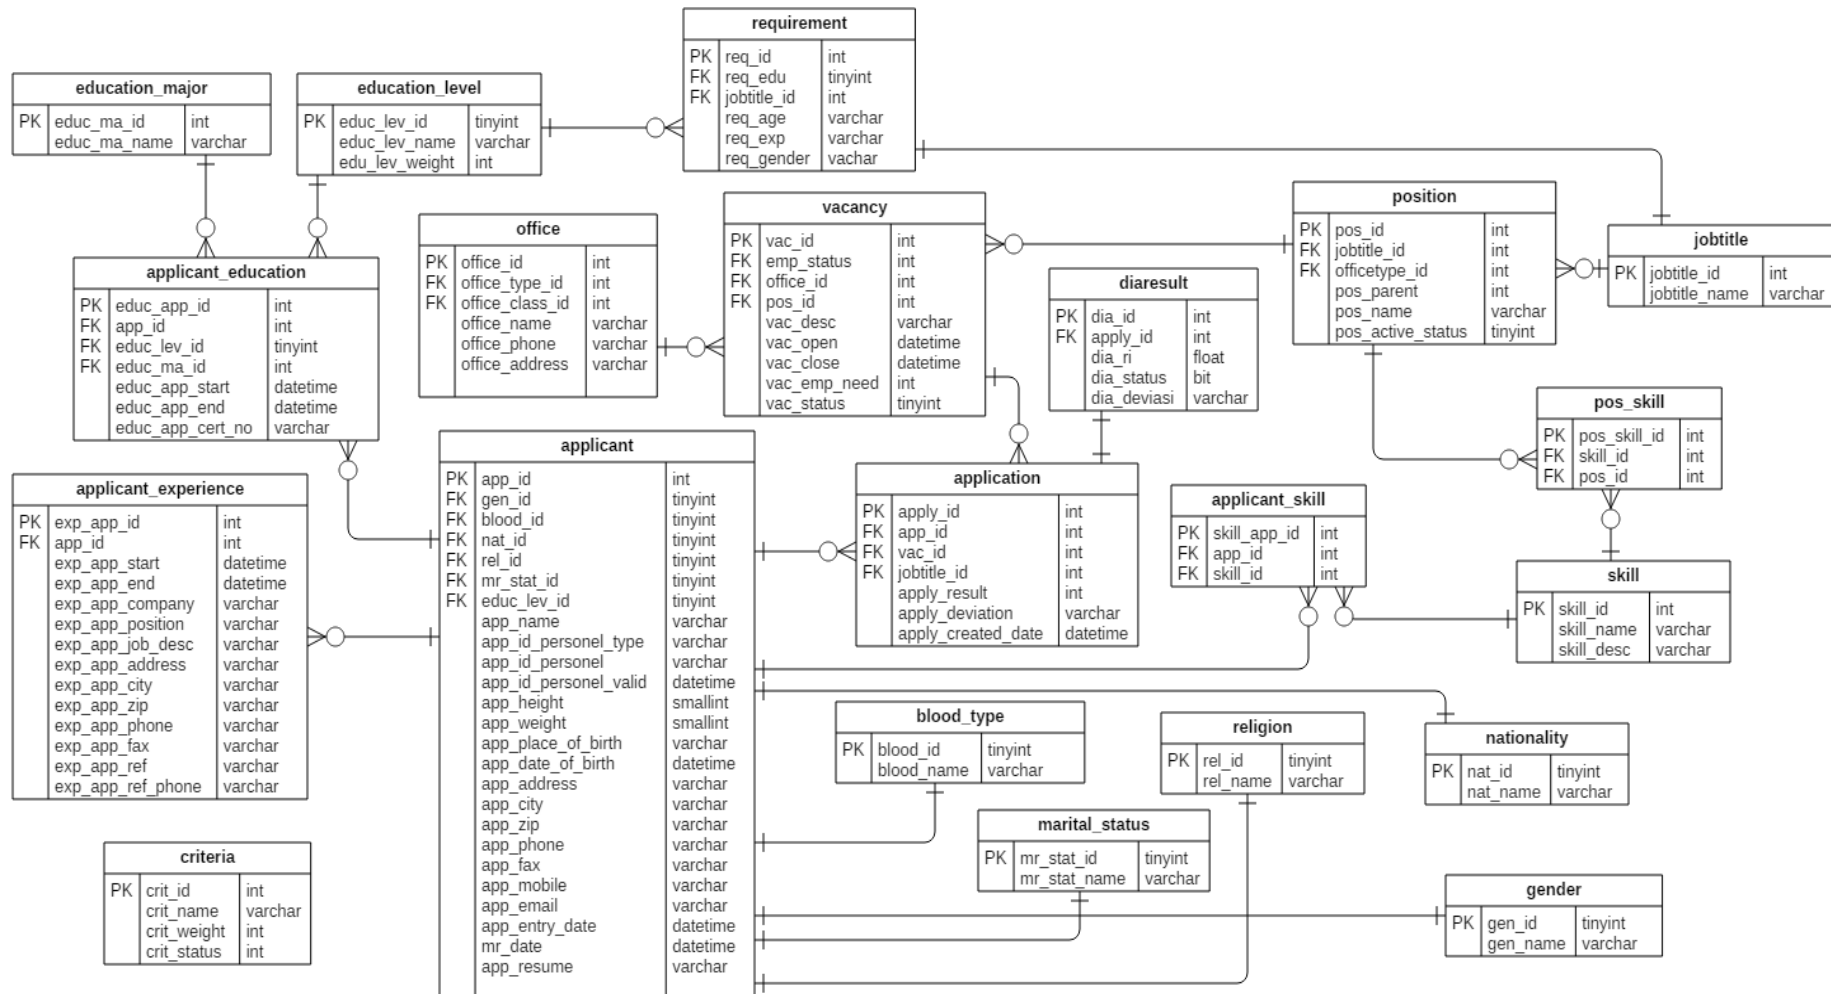 requirement
PK req_id int
FK req_edu tinyint
FK jobtitle_id int
req_age varchar
req_exp varchar
req_gender vachar
education_major
PK educ_ma_id int
educ_ma_name varchar
education_level
PK educ_lev_id tinyint
educ_lev_name varchar
edu_lev_weight int
position
PK pos_id int
FK jobtitle_id int
FK officetype_id int
pos_parent int
pos_name varchar
pos_active_status tinyint
vacancy
PK vac_id int
FK emp_status int
FK office_id int
FK pos_id int
vac_desc varchar
vac_open datetime
vac_close datetime
vac_emp_need int
vac_status tinyint
office
PK office_id int
FK office_type_id int
FK office_class_id int
office_name varchar
office_phone varchar
office_address varchar
jobtitle
PK jobtitle_id int
jobtitle_name varchar
applicant_education
PK educ_app_id int
FK app_id int
FK educ_lev_id tinyint
FK educ_ma_id int
educ_app_start datetime
educ_app_end datetime
educ_app_cert_no varchar
diaresult
PK dia_id int
FK apply_id int
dia_ri float
dia_status bit
dia_deviasi varchar
pos_skill
PK pos_skill_id int
FK skill_id int
FK pos_id int
applicant
PK app_id int
FK gen_id tinyint
FK blood_id tinyint
FK nat_id tinyint
FK rel_id tinyint
FK mr_stat_id tinyint
FK educ_lev_id tinyint
app_name varchar
app_id_personel_type varchar
app_id_personel varchar
app_id_personel_valid datetime
app_height smallint
app_weight smallint
app_place_of_birth varchar
app_date_of_birth datetime
app_address varchar
app_city varchar
app_zip varchar
app_phone varchar
app_fax varchar
app_mobile varchar
app_email varchar
app_entry_date datetime
mr_date datetime
app_resume varchar
application
PK apply_id int
FK app_id int
FK vac_id int
FK jobtitle_id int
apply_result int
apply_deviation varchar
apply_created_date datetime
applicant_experience
PK exp_app_id int
FK app_id int
exp_app_start datetime
exp_app_end datetime
exp_app_company varchar
exp_app_position varchar
exp_app_job_desc varchar
exp_app_address varchar
exp_app_city varchar
exp_app_zip varchar
exp_app_phone varchar
exp_app_fax varchar
exp_app_ref varchar
exp_app_ref_phone varchar
applicant_skill
PK skill_app_id int
FK app_id int
FK skill_id int
skill
PK skill_id int
skill_name varchar
skill_desc varchar
blood_type
PK blood_id tinyint
blood_name varchar
religion
PK rel_id tinyint
rel_name varchar
nationality
PK nat_id tinyint
nat_name varchar
marital_status
PK mr_stat_id tinyint
mr_stat_name varchar
criteria
PK crit_id int
crit_name varchar
crit_weight int
crit_status int
gender
PK gen_id tinyint
gen_name varchar